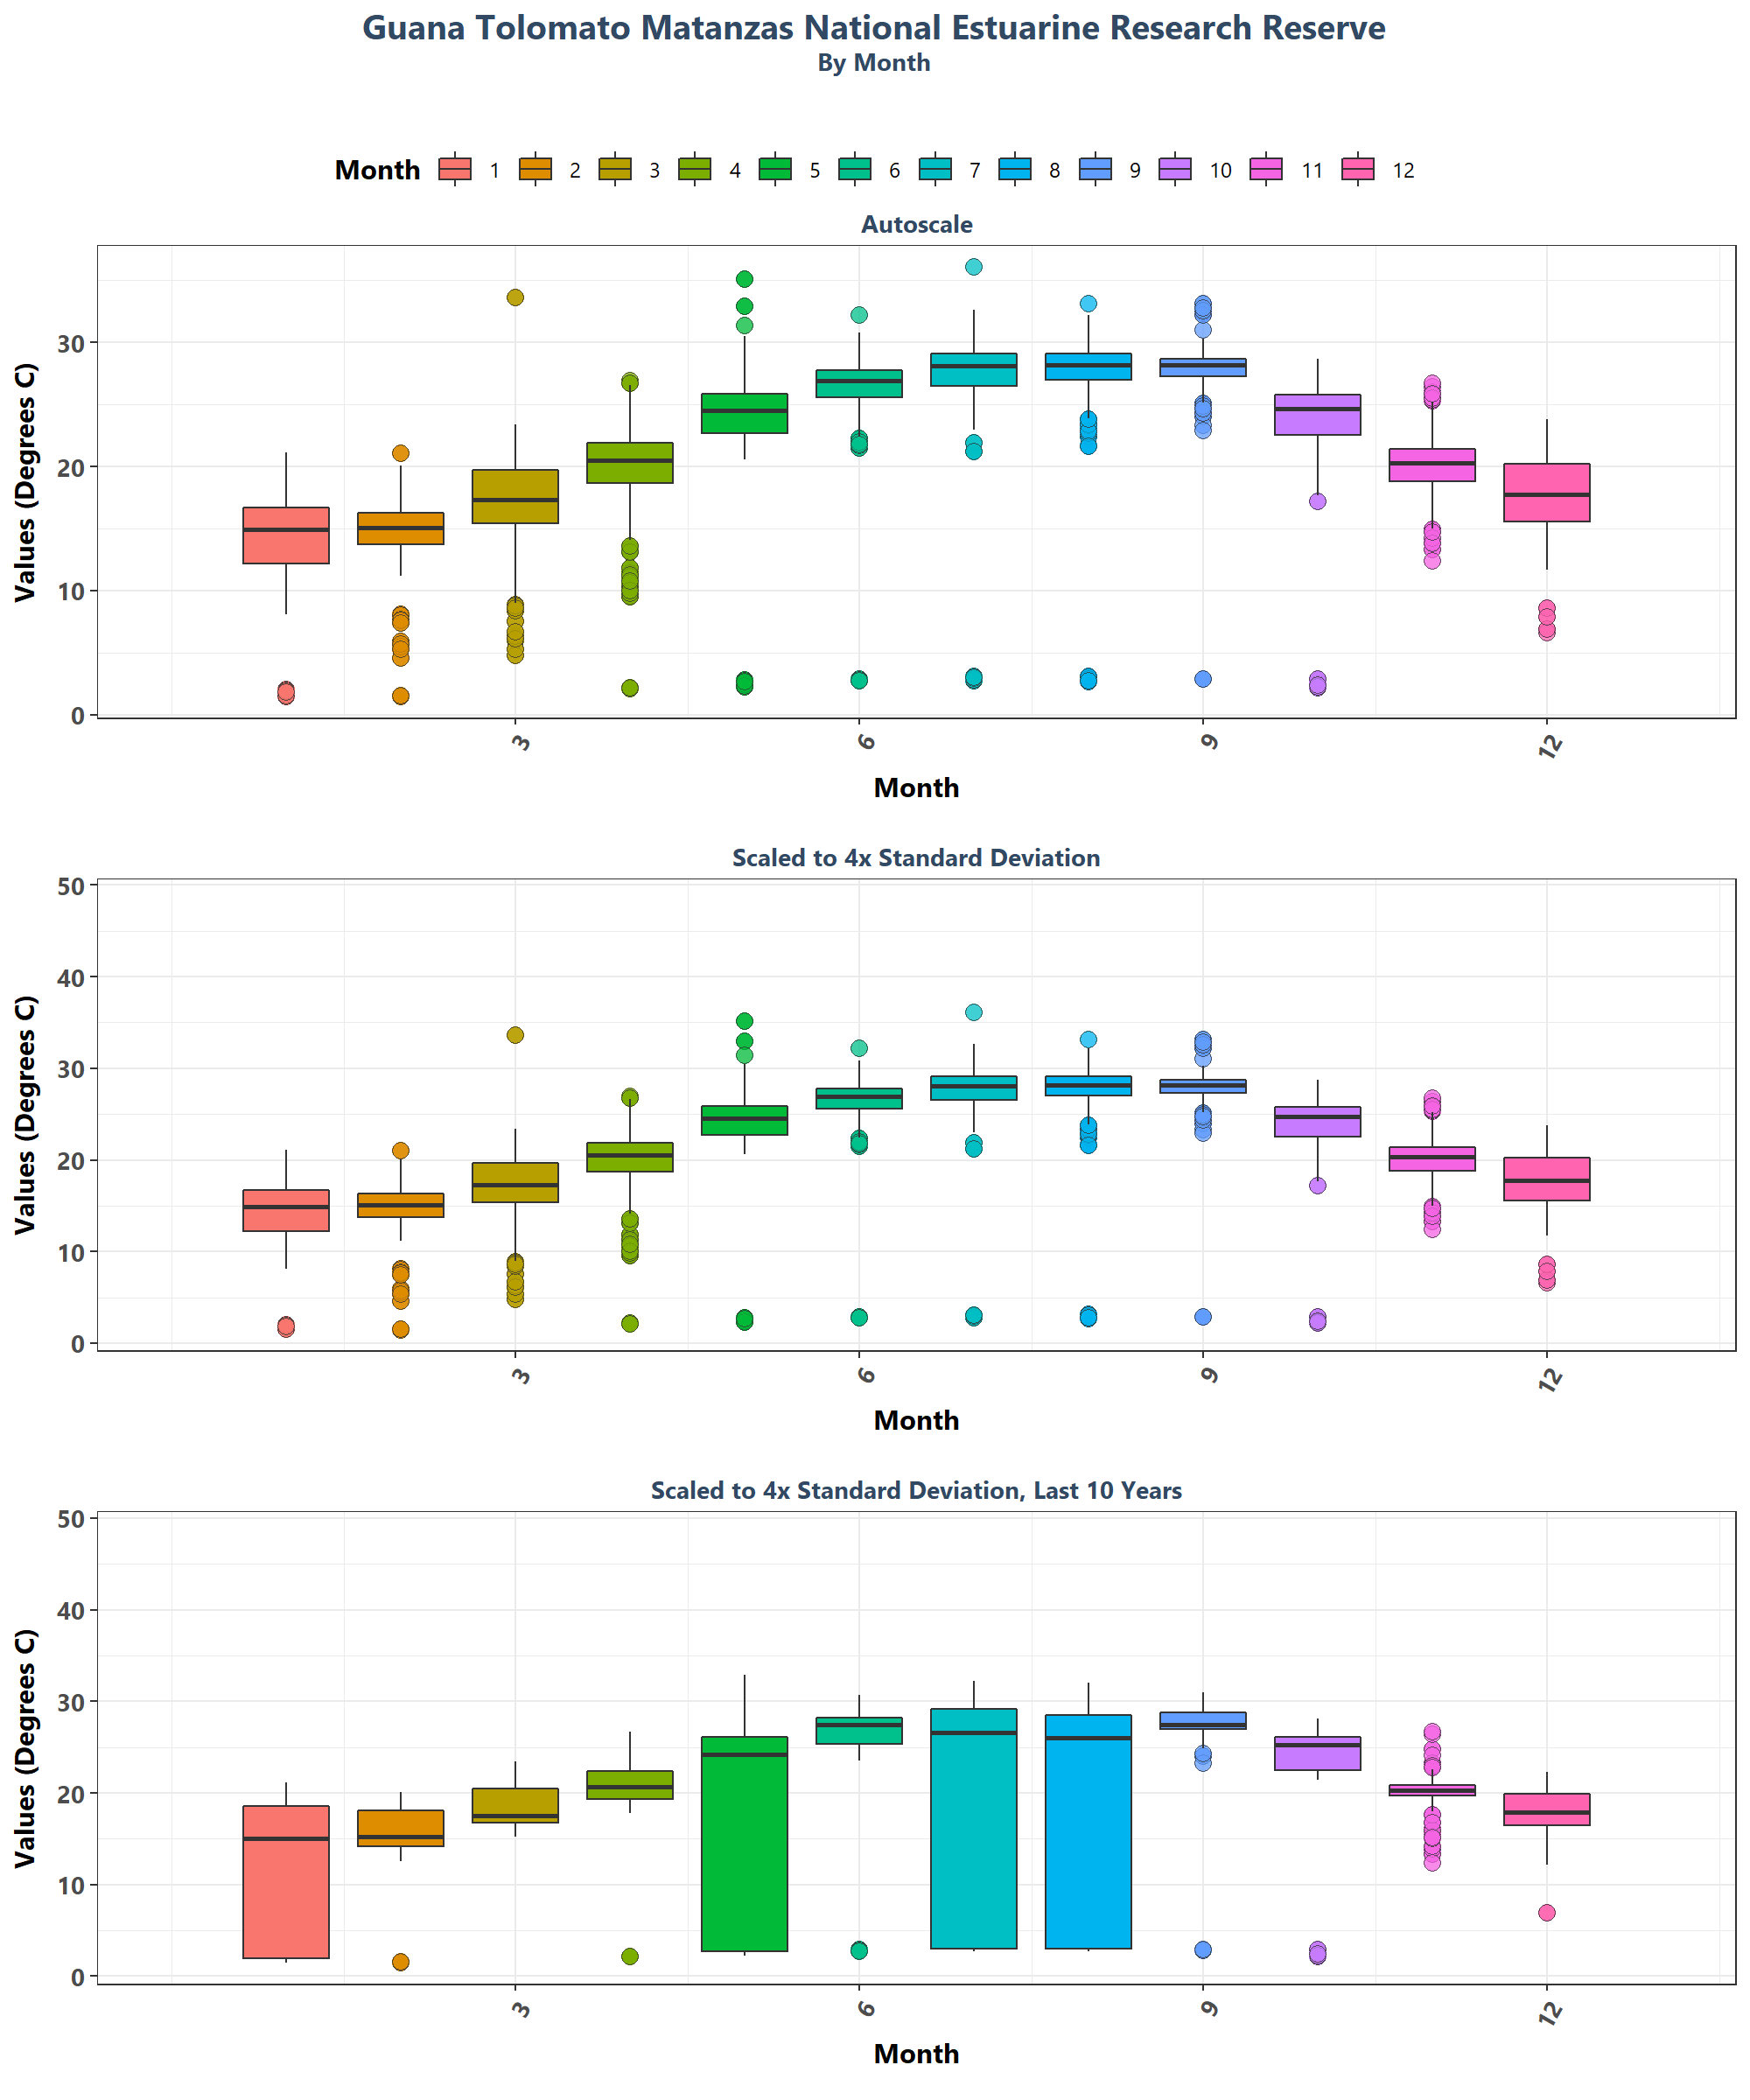 Guana Tolomato Matanzas National Estuarine Research Reserve
By Month
Month 1 2 3 4 5 6 7 8 9 10 11 12
Autoscale
Values (Degrees C)
30
20
10
0
3 6 9 12
Month
Scaled to 4x Standard Deviation
Values (Degrees C)
50
40
30
20
10
0
3 6 9 12
Month
Scaled to 4x Standard Deviation, Last 10 Years
Values (Degrees C)
50
40
30
20
10
0
3 6 9 12
Month